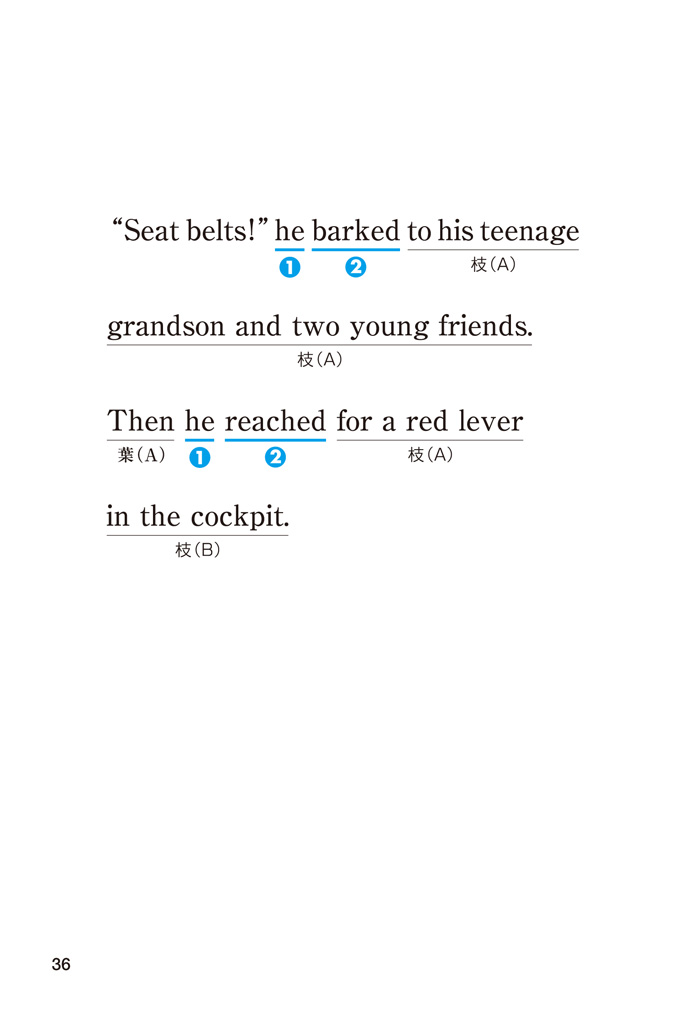 “Seat belts!” he barked to his teenage
❶ ❷ 枝(A)
grandson and two young friends.
枝(A)
Then he reached for a red lever
葉(A) ❶ ❷ 枝(A)
in the cockpit.
枝(B)
36